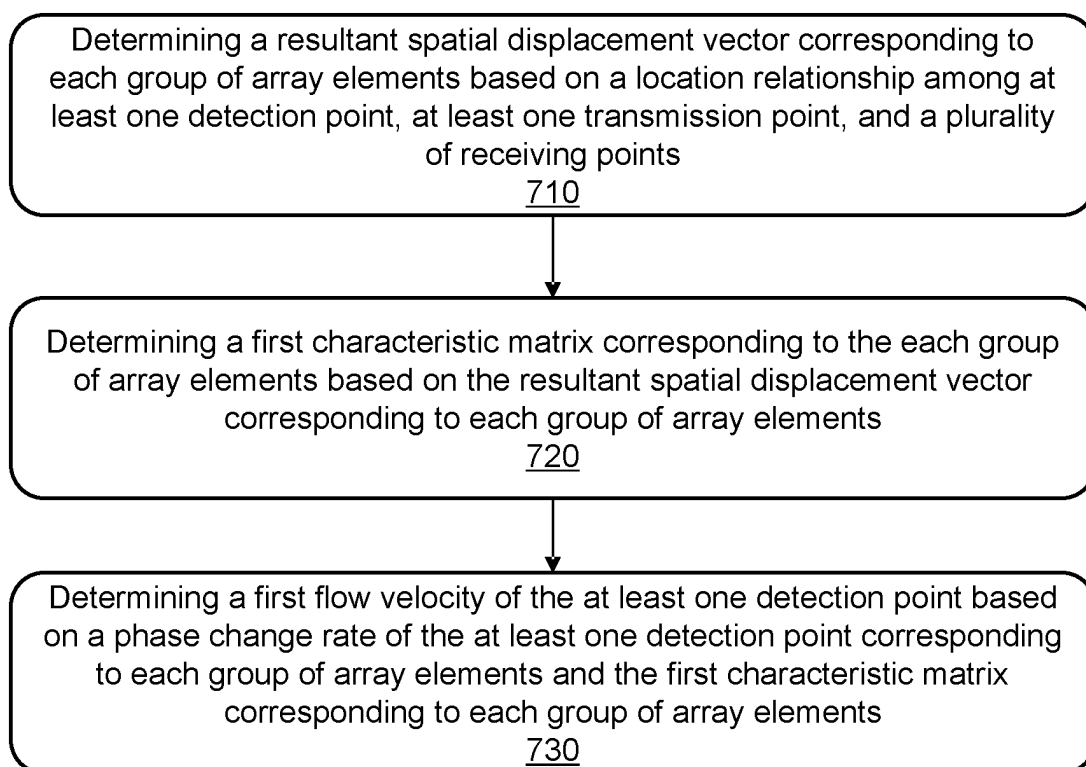 Determining a resultant spatial displacement vector corresponding to
each group of array elements based on a location relationship among at
least one detection point, at least one transmission point, and a plurality
of receiving points
710
Determining a first characteristic matrix corresponding to the each group
of array elements based on the resultant spatial displacement vector
corresponding to each group of array elements
720
Determining a first flow velocity of the at least one detection point based
on a phase change rate of the at least one detection point corresponding
to each group of array elements and the first characteristic matrix
corresponding to each group of array elements
730